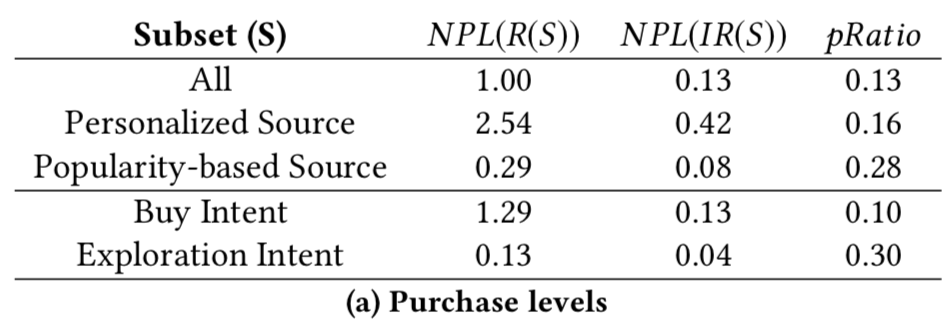 Subset (S) NPL(R(S)) NPL(IR(S)) pRatio
All 1.00 0.13 0.13
Personalized Source 2.54 0.42 0.16
Popularity-based Source 0.29 0.08 0.28
Buy Intent 1.29 0.13 0.10
Exploration Intent 0.13 0.04 0.30
(a) Purchase levels